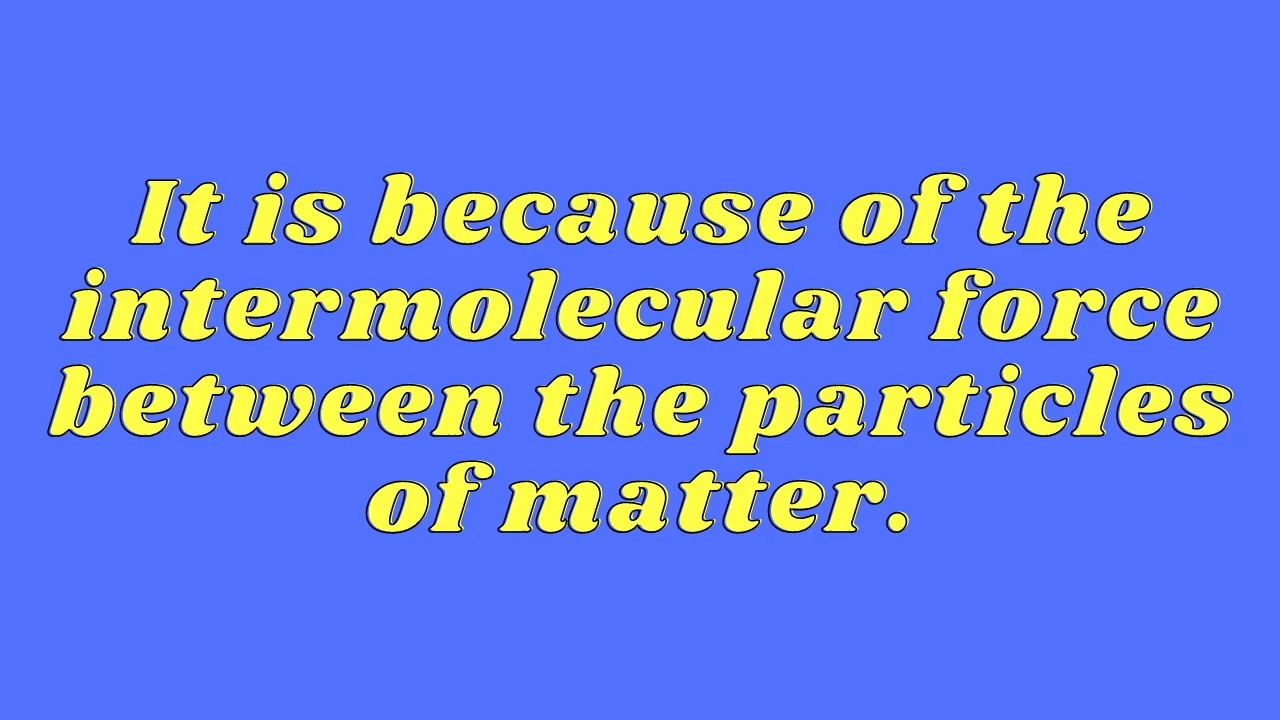 It is because of the
intermolecular force
between the particles
of matter.